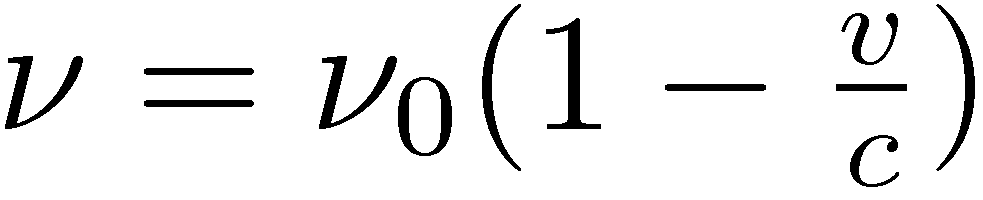 ν = ν₀(1 − v/c)